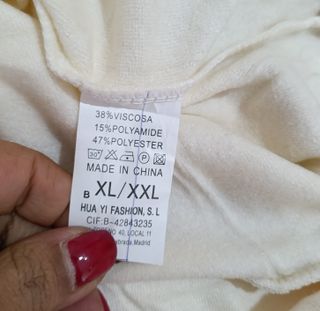 38%VISCOSA
15%POLYAMIDE
47%POLYESTER
30° P
MADE IN CHINA
B XL/XXL
HUA YI FASHION, S. L
CIF:B-42843235
40, LOCAL 11
Madrid